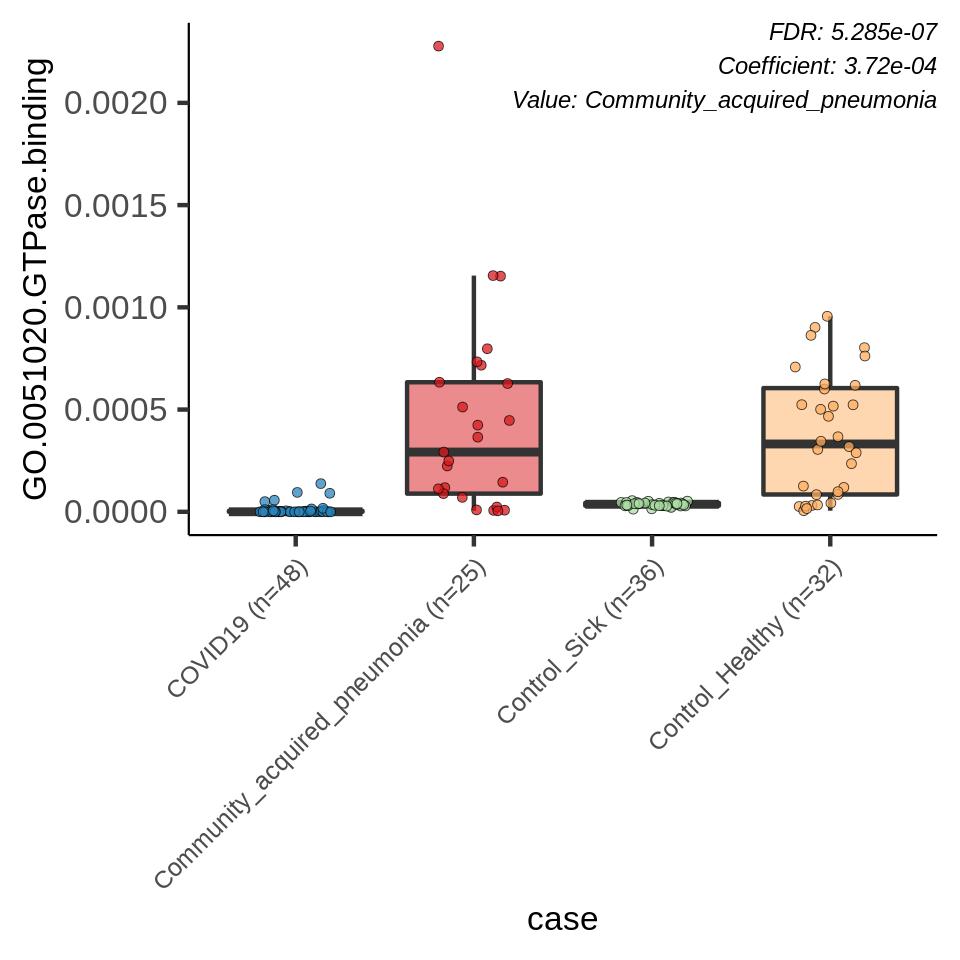 FDR: 5.285e-07
Coefficient: 3.72e-04
Value: Community_acquired_pneumonia
GO.0051020.GTPase.binding
0.0020
0.0015
0.0010
0.0005
0.0000
COVID19 (n=48)
Community_acquired_pneumonia (n=25)
Control_Sick (n=36)
Control_Healthy (n=32)
case